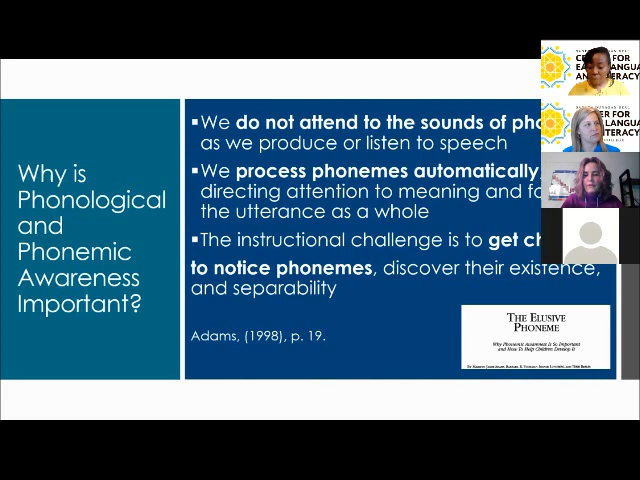 Why is
Phonological
and
Phonemic
Awareness
Important?
▪We do not attend to the sounds of pho
as we produce or listen to speech
▪We process phonemes automatically
directing attention to meaning and fo
the utterance as a whole
▪The instructional challenge is to get ch
to notice phonemes, discover their existence,
and separability
Adams, (1998), p. 19.
THE ELUSIVE
PHONEME
Why Phonemic Awareness Is So Important
and How To Help Children Develop It
FOR
LANGUA
AND
FOR
LANGU
LITERACY